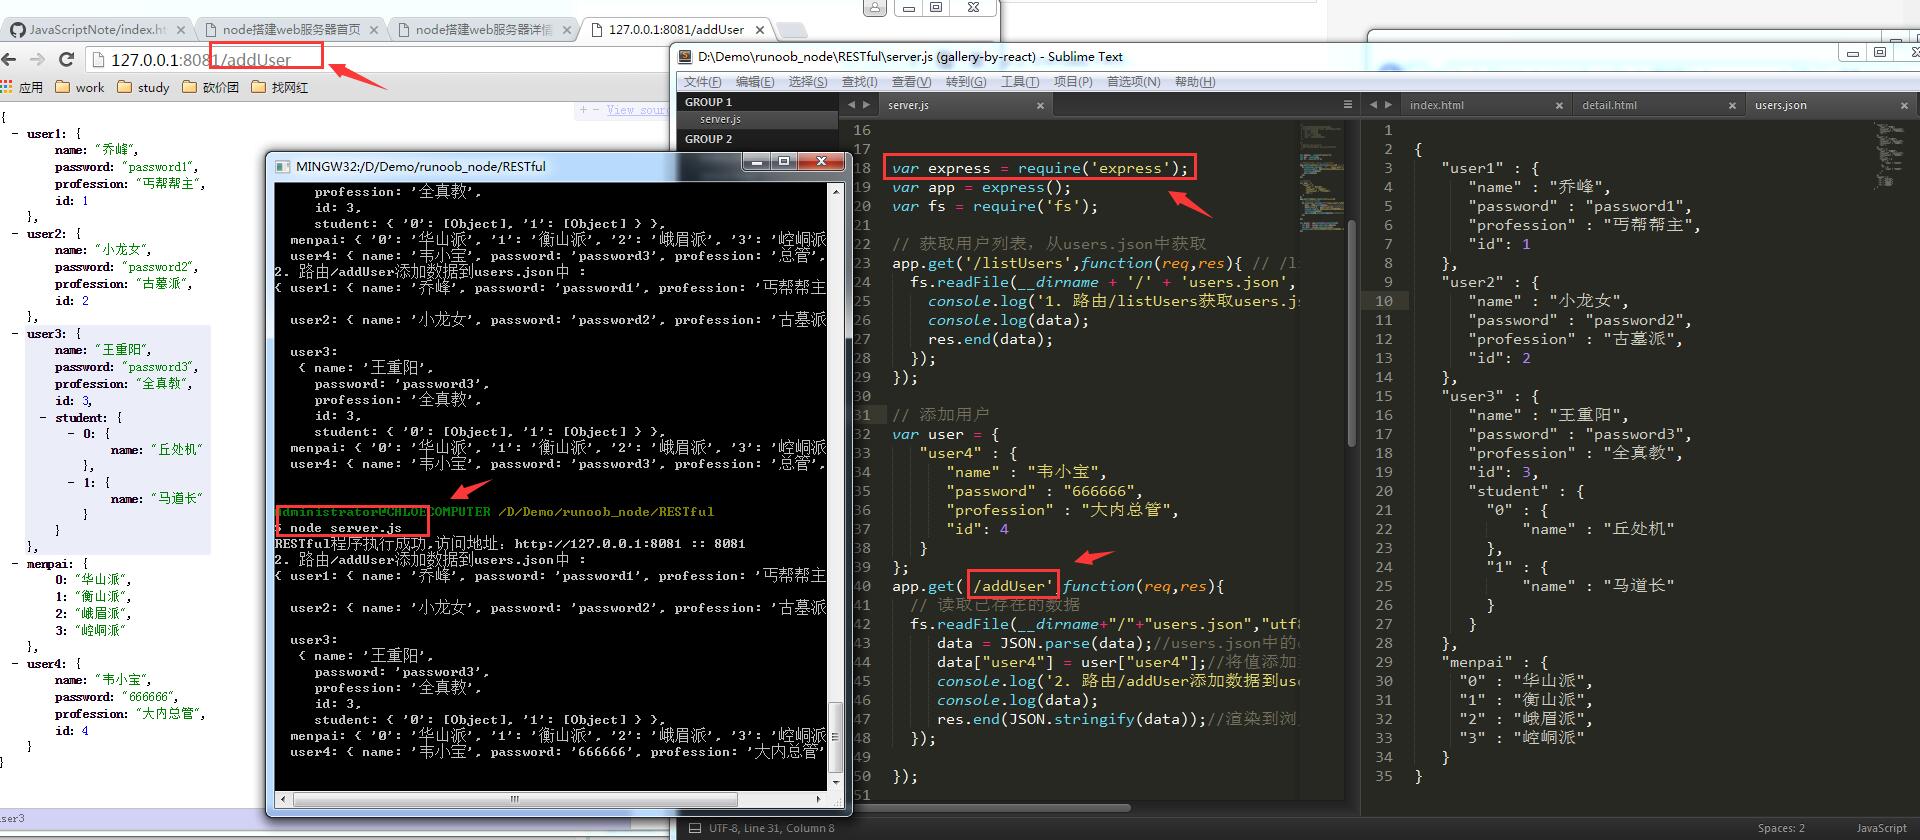 JavaScriptNote/index.ht
node搭建web服务器首页
node搭建web服务器详情
127.0.0.1:8081/addUser
127.0.0.1:8081/addUser
应用
work
study
砍价团
找网红
+ - View sour
{
- user1: {
name: "乔峰",
password: "password1",
profession: "丐帮帮主",
id: 1
},
- user2: {
name: "小龙女",
password: "password2",
profession: "古墓派",
id: 2
},
- user3: {
name: "王重阳",
password: "password3",
profession: "全真教",
id: 3,
- student: {
- 0: {
name: "丘处机"
},
- 1: {
name: "马道长"
}
}
},
- menpai: {
0: "华山派",
1: "衡山派",
2: "峨眉派",
3: "崆峒派"
},
- user4: {
name: "韦小宝",
password: "666666",
profession: "大内总管",
id: 4
}
}
user3
MINGW32:/D/Demo/runoob_node/RESTful
profession: '全真教',
id: 3,
student: { '0': [Object], '1': [Object] } },
menpai: { '0': '华山派', '1': '衡山派', '2': '峨眉派', '3': '崆峒派
user4: { name: '韦小宝', password: 'password3', profession: '总管',
2. 路由/addUser添加数据到users.json中 :
{ user1: { name: '乔峰', password: 'password1', profession: '丐帮帮主
user2: { name: '小龙女', password: 'password2', profession: '古墓派
user3:
{ name: '王重阳',
password: 'password3',
profession: '全真教',
id: 3,
student: { '0': [Object], '1': [Object] } },
menpai: { '0': '华山派', '1': '衡山派', '2': '峨眉派', '3': '崆峒派
user4: { name: '韦小宝', password: 'password3', profession: '总管',
Administrator@CHLOECOMPUTER /D/Demo/runoob_node/RESTful
$ node server.js
RESTful程序执行成功,访问地址: http://127.0.0.1:8081 :: 8081
2. 路由/addUser添加数据到users.json中 :
{ user1: { name: '乔峰', password: 'password1', profession: '丐帮帮主
user2: { name: '小龙女', password: 'password2', profession: '古墓派
user3:
{ name: '王重阳',
password: 'password3',
profession: '全真教',
id: 3,
student: { '0': [Object], '1': [Object] } },
menpai: { '0': '华山派', '1': '衡山派', '2': '峨眉派', '3': '崆峒派
user4: { name: '韦小宝', password: '666666', profession: '大内总管'
D:\Demo\runoob_node\RESTful\server.js (gallery-by-react) - Sublime Text
文件(F) 编辑(E) 选择(S) 查找(I) 查看(V) 转到(G) 工具(T) 项目(P) 首选项(N) 帮助(H)
GROUP 1
server.js
GROUP 2
server.js
16
17
18 var express = require('express');
19 var app = express();
20 var fs = require('fs');
21
22 // 获取用户列表, 从users.json中获取
23 app.get('/listUsers',function(req,res){ // /l
24 fs.readFile(__dirname + '/' + 'users.json',
25 console.log('1. 路由/listUsers获取users.js
26 console.log(data);
27 res.end(data);
28 });
29 });
30
31 // 添加用户
32 var user = {
33 "user4" : {
34 "name" : "韦小宝",
35 "password" : "666666",
36 "profession" : "大内总管",
37 "id": 4
38 }
39 };
40 app.get('/addUser',function(req,res){
41 // 读取已存在的数据
42 fs.readFile(__dirname+"/"+"users.json","utf8
43 data = JSON.parse(data);//users.json中的
44 data["user4"] = user["user4"];//将值添加
45 console.log('2. 路由/addUser添加数据到use
46 console.log(data);
47 res.end(JSON.stringify(data));//渲染到浏
48 });
50 });
51
index.html
detail.html
users.json
1
2 {
3 "user1" : {
4 "name" : "乔峰",
5 "password" : "password1",
6 "profession" : "丐帮帮主",
7 "id": 1
8 },
9 "user2" : {
10 "name" : "小龙女",
11 "password" : "password2",
12 "profession" : "古墓派",
13 "id": 2
14 },
15 "user3" : {
16 "name" : "王重阳",
17 "password" : "password3",
18 "profession" : "全真教",
19 "id": 3,
20 "student" : {
21 "0" : {
22 "name" : "丘处机"
23 },
24 "1" : {
25 "name" : "马道长"
26 }
27 }
28 },
29 "menpai" : {
30 "0" : "华山派",
31 "1" : "衡山派",
32 "2" : "峨眉派",
33 "3" : "崆峒派"
34 }
35 }
UTF-8, Line 31, Column 8
Spaces: 2
JavaScript